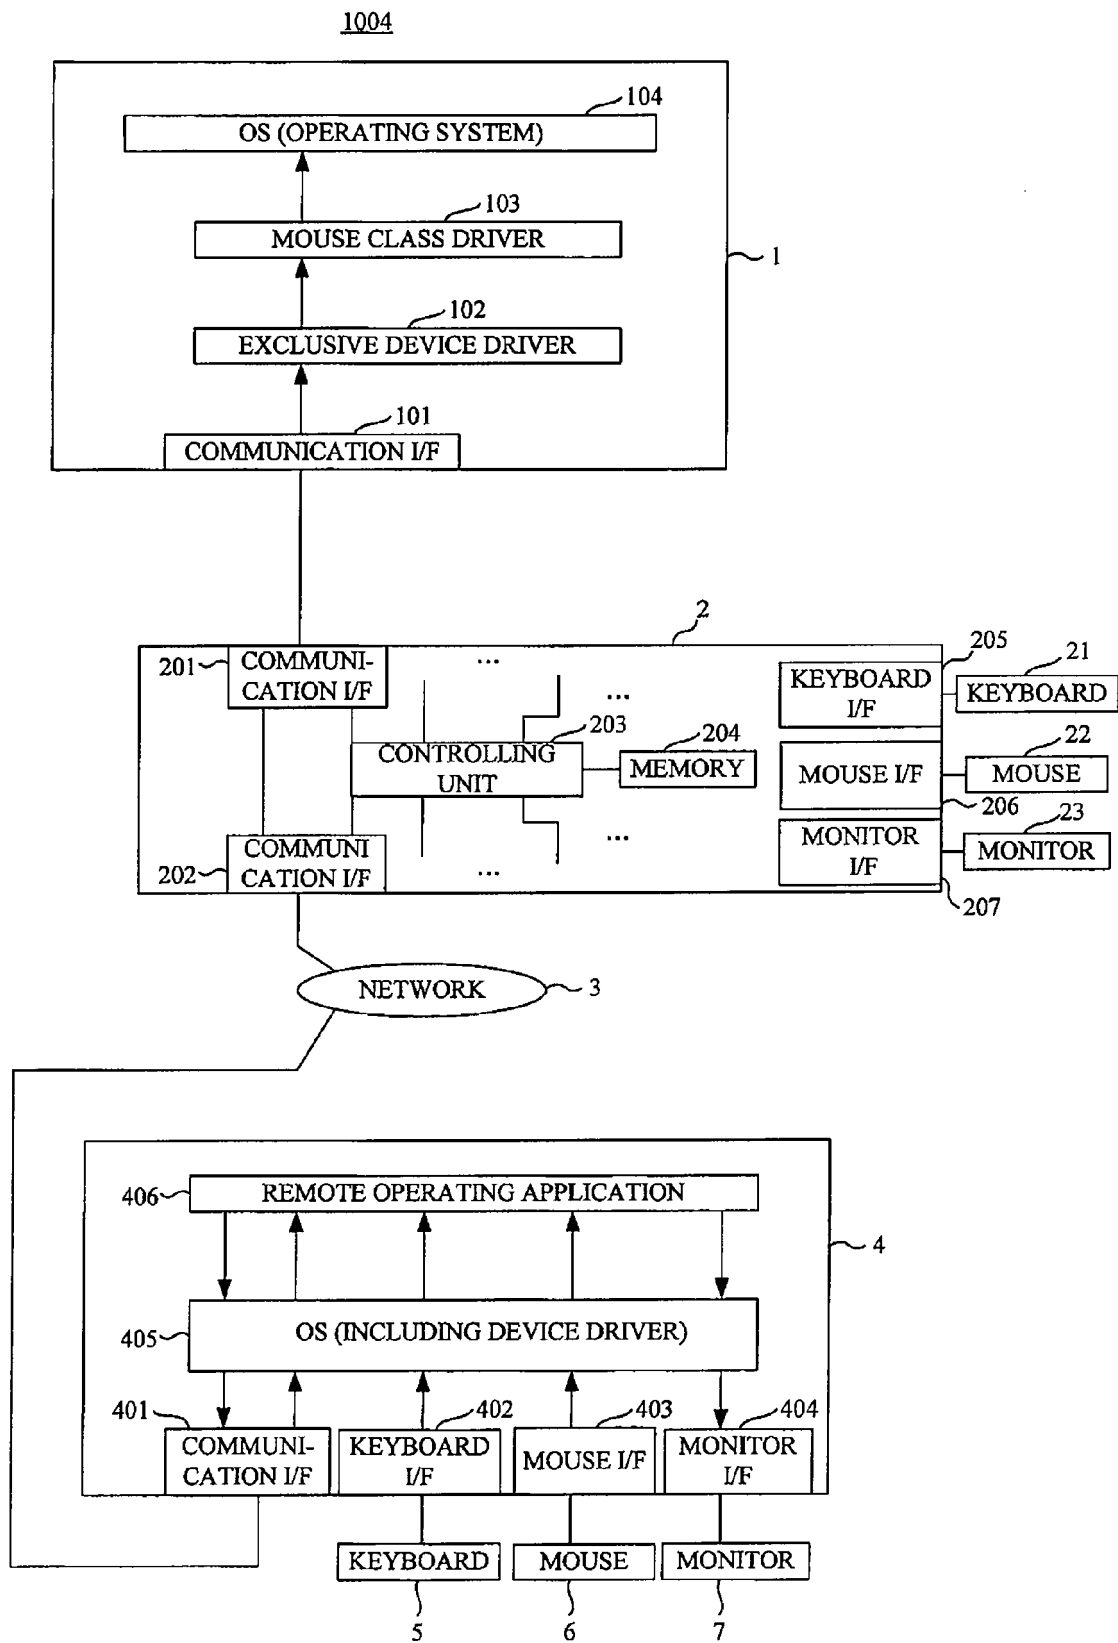 1004
104
OS (OPERATING SYSTEM)
103
MOUSE CLASS DRIVER
1
102
EXCLUSIVE DEVICE DRIVER
101
COMMUNICATION I/F
2
201
COMMUNI-
CATION I/F
...
...
203
CONTROLLING
UNIT
204
MEMORY
205
KEYBOARD
I/F
21
KEYBOARD
22
MOUSE I/F
MOUSE
206
23
MONITOR
I/F
MONITOR
207
202
COMMUNI
CATION I/F
...
...
NETWORK
3
406
REMOTE OPERATING APPLICATION
4
405
OS (INCLUDING DEVICE DRIVER)
401
402
403
404
COMMUNI-
CATION I/F
KEYBOARD
I/F
MOUSE I/F
MONITOR
I/F
KEYBOARD
MOUSE
MONITOR
5
6
7